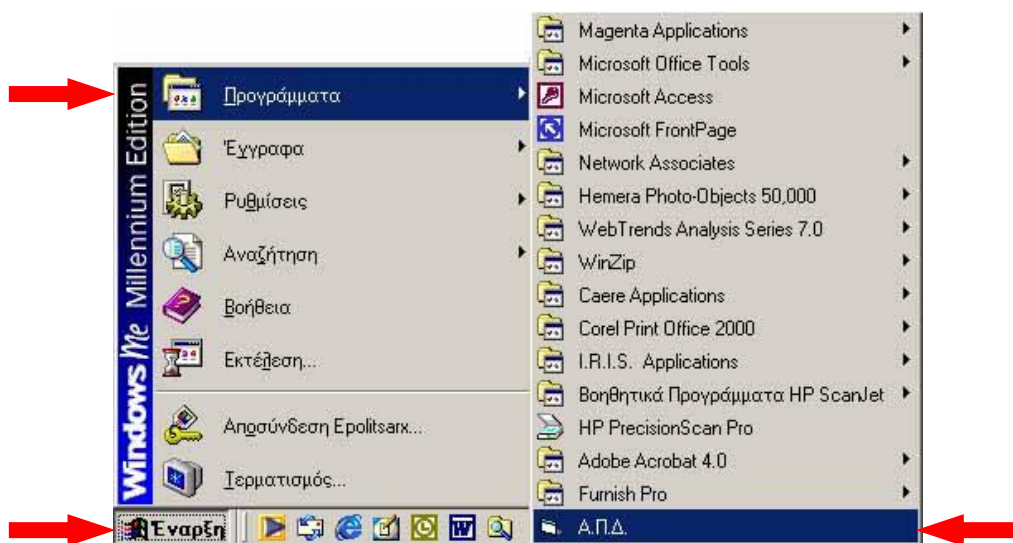 Windows Me Millennium Edition
Προγράμματα
Έγγραφα
Ρυθμίσεις
Αναζήτηση
Βοήθεια
Εκτέλεση...
Αποσύνδεση Epolitsarx...
Τερματισμός...
Έναρξη
Magenta Applications
Microsoft Office Tools
Microsoft Access
Microsoft FrontPage
Network Associates
Hemera Photo-Objects 50,000
WebTrends Analysis Series 7.0
WinZip
Caere Applications
Corel Print Office 2000
I.R.I.S. Applications
Βοηθητικά Προγράμματα HP ScanJet
HP PrecisionScan Pro
Adobe Acrobat 4.0
Furnish Pro
Α.Π.Δ.